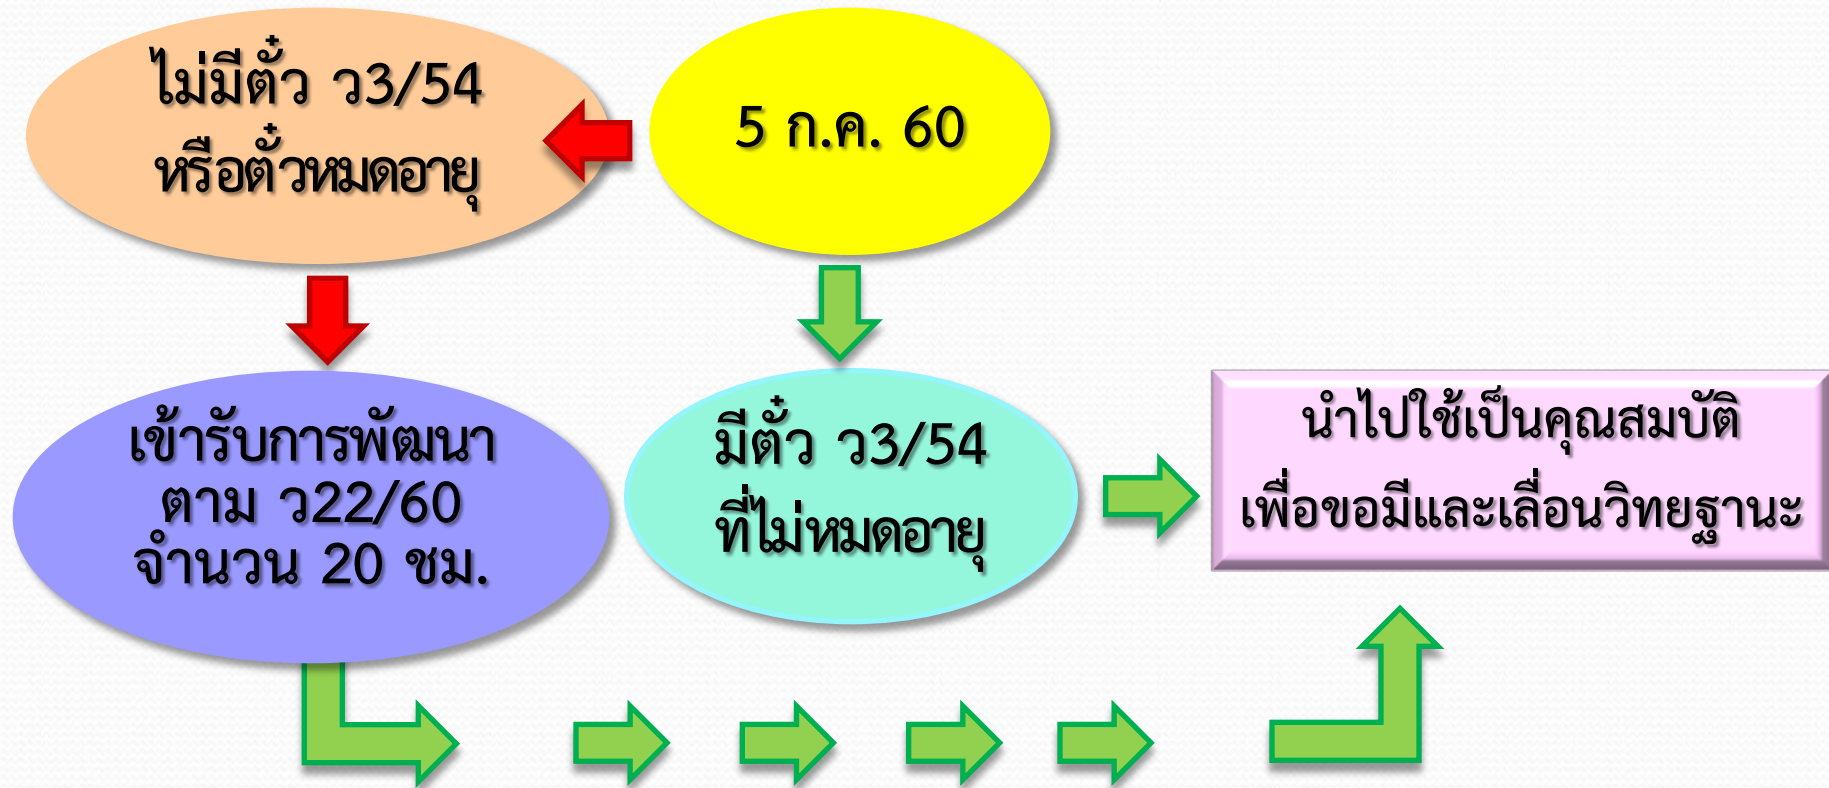 ไม่มีตั๋ว ว3/54
หรือตั๋วหมดอายุ
5 ก.ค. 60
เข้ารับการพัฒนา
ตาม ว22/60
จำนวน 20 ชม.
มีตั๋ว ว3/54
ที่ไม่หมดอายุ
นำไปใช้เป็นคุณสมบัติ
เพื่อขอมีและเลื่อนวิทยฐานะ